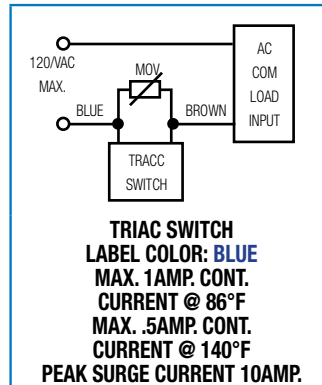 120/VAC
MAX.
MOV
BLUE
BROWN
AC
COM
LOAD
INPUT
TRACC
SWITCH
TRIAC SWITCH
LABEL COLOR: BLUE
MAX. 1AMP. CONT.
CURRENT @ 86°F
MAX. .5AMP. CONT.
CURRENT @ 140°F
PEAK SURGE CURRENT 10AMP.